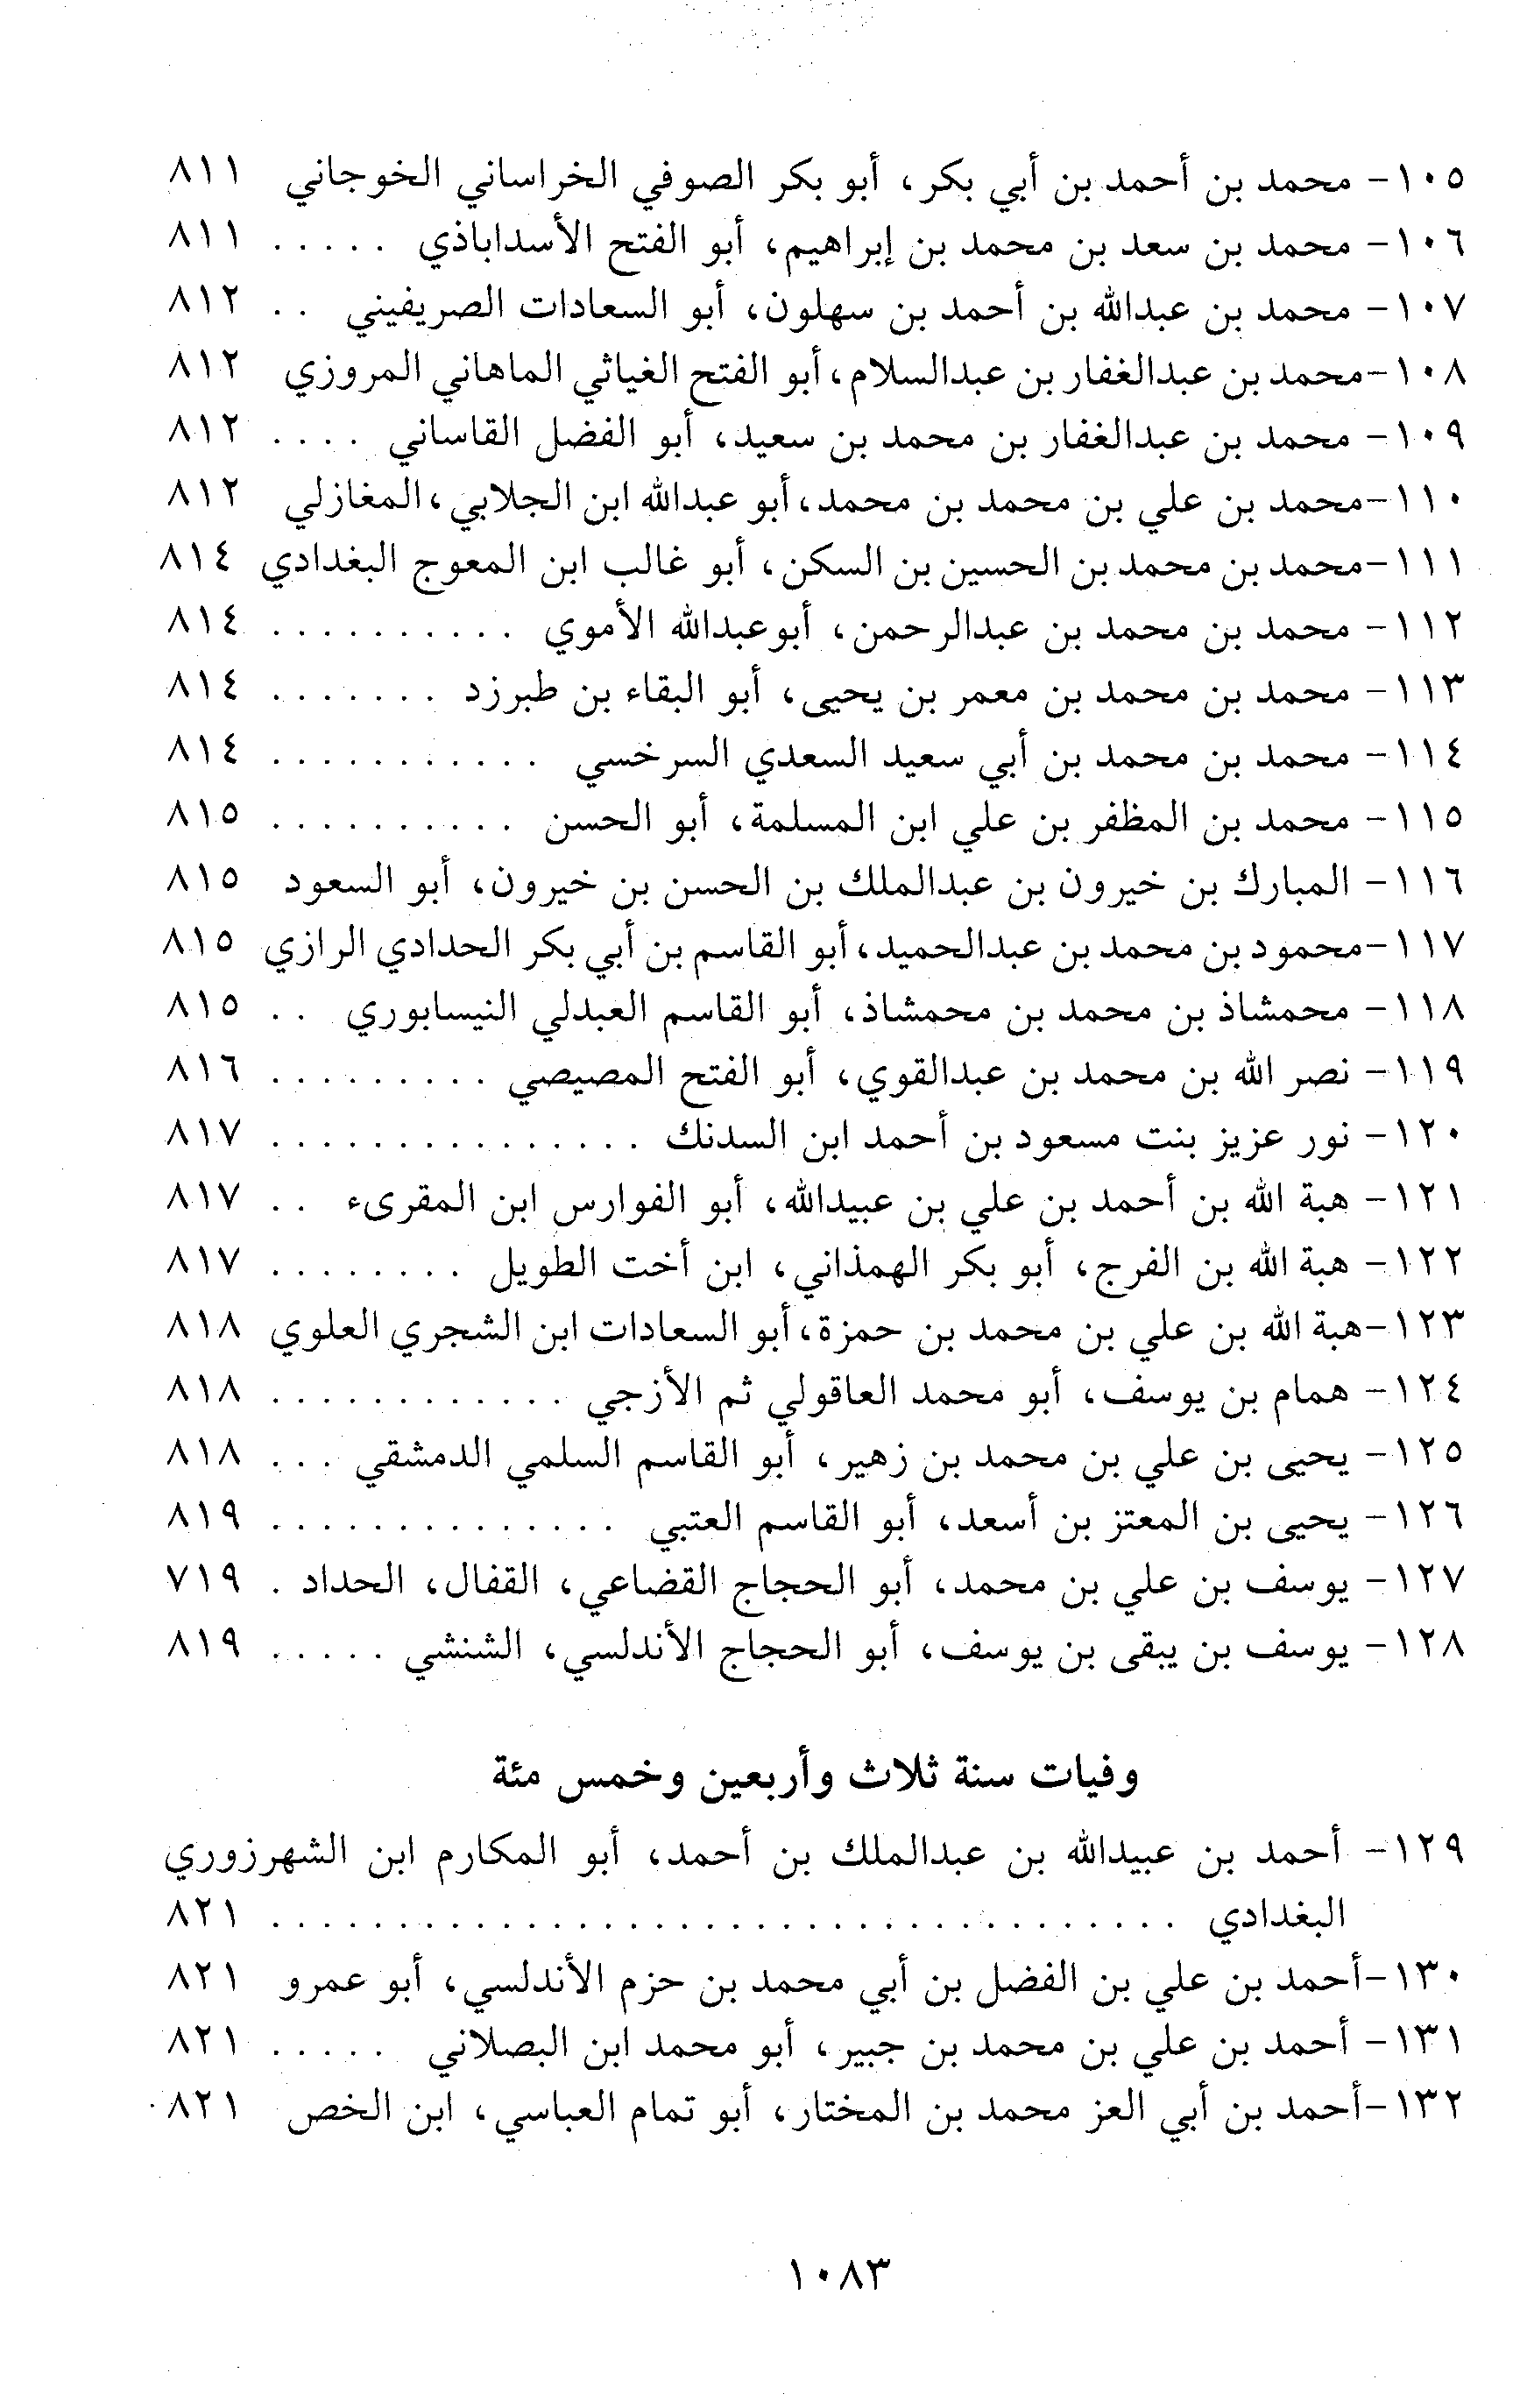 ١٠٥- محمد بن أحمد بن أبي بكر، أبو بكر الصوفي الخراساني الخوجاني ٨١١
١٠٦- محمد بن سعد بن محمد بن إبراهيم، أبو الفتح الأسداباذي . . . . . ٨١١
١٠٧- محمد بن عبدالله بن أحمد بن سهلون، أبو السعادات الصريفيني . . ٨١٢
١٠٨-محمد بن عبدالغفار بن عبدالسلام، أبو الفتح الغياثي الماهاني المروزي ٨١٢
١٠٩- محمد بن عبدالغفار بن محمد بن سعيد، أبو الفضل القاساني . . . . ٨١٢
١١٠-محمد بن علي بن محمد بن محمد، أبو عبدالله ابن الجلابي، المغازلي ٨١٢
١١١-محمد بن محمد بن الحسين بن السكن، أبو غالب ابن المعوج البغدادي ٨١٤
١١٢- محمد بن محمد بن عبدالرحمن، أبوعبدالله الأموي . . . . . . . . . . ٨١٤
١١٣- محمد بن محمد بن معمر بن يحيى، أبو البقاء بن طبرزد . . . . . . . ٨١٤
١١٤- محمد بن محمد بن أبي سعيد السعدي السرخسي . . . . . . . . . . . ٨١٤
١١٥- محمد بن المظفر بن علي ابن المسلمة، أبو الحسن . . . . . . . . . . ٨١٥
١١٦- المبارك بن خيرون بن عبدالملك بن الحسن بن خيرون، أبو السعود ٨١٥
١١٧-محمود بن محمد بن عبدالحميد، أبو القاسم بن أبي بكر الحدادي الرازي ٨١٥
١١٨- محمشاذ بن محمد بن محمشاذ، أبو القاسم العبدلي النيسابوري . . ٨١٥
١١٩- نصر الله بن محمد بن عبدالقوي، أبو الفتح المصيصي . . . . . . . . . ٨١٦
١٢٠- نور عزيز بنت مسعود بن أحمد ابن السدنك . . . . . . . . . . . . . . . ٨١٧
١٢١- هبة الله بن أحمد بن علي بن عبيدالله، أبو الفوارس ابن المقرىء . . ٨١٧
١٢٢- هبة الله بن الفرج، أبو بكر الهمذاني، ابن أخت الطويل . . . . . . . . ٨١٧
١٢٣-هبة الله بن علي بن محمد بن حمزة، أبو السعادات ابن الشجري العلوي ٨١٨
١٢٤- همام بن يوسف، أبو محمد العاقولي ثم الأزجي . . . . . . . . . . . . ٨١٨
١٢٥- يحيى بن علي بن محمد بن زهير، أبو القاسم السلمي الدمشقي . . . ٨١٨
١٢٦- يحيى بن المعتز بن أسعد، أبو القاسم العتبي . . . . . . . . . . . . . . ٨١٩
١٢٧- يوسف بن علي بن محمد، أبو الحجاج القضاعي، القفال، الحداد . ٧١٩
١٢٨- يوسف بن يبقى بن يوسف، أبو الحجاج الأندلسي، الشنشي . . . . . ٨١٩
وفيات سنة ثلاث وأربعين وخمس مئة
١٢٩- أحمد بن عبيدالله بن عبدالملك بن أحمد، أبو المكارم ابن الشهرزوري
البغدادي . . . . . . . . . . . . . . . . . . . . . . . . . . . . . . . . . . . . ٨٢١
١٣٠-أحمد بن علي بن الفضل بن أبي محمد بن حزم الأندلسي، أبو عمرو ٨٢١
١٣١- أحمد بن علي بن محمد بن جبير، أبو محمد ابن البصلاني . . . . . ٨٢١
١٣٢-أحمد بن أبي العز محمد بن المختار، أبو تمام العباسي، ابن الخص ٨٢١
١٠٨٣